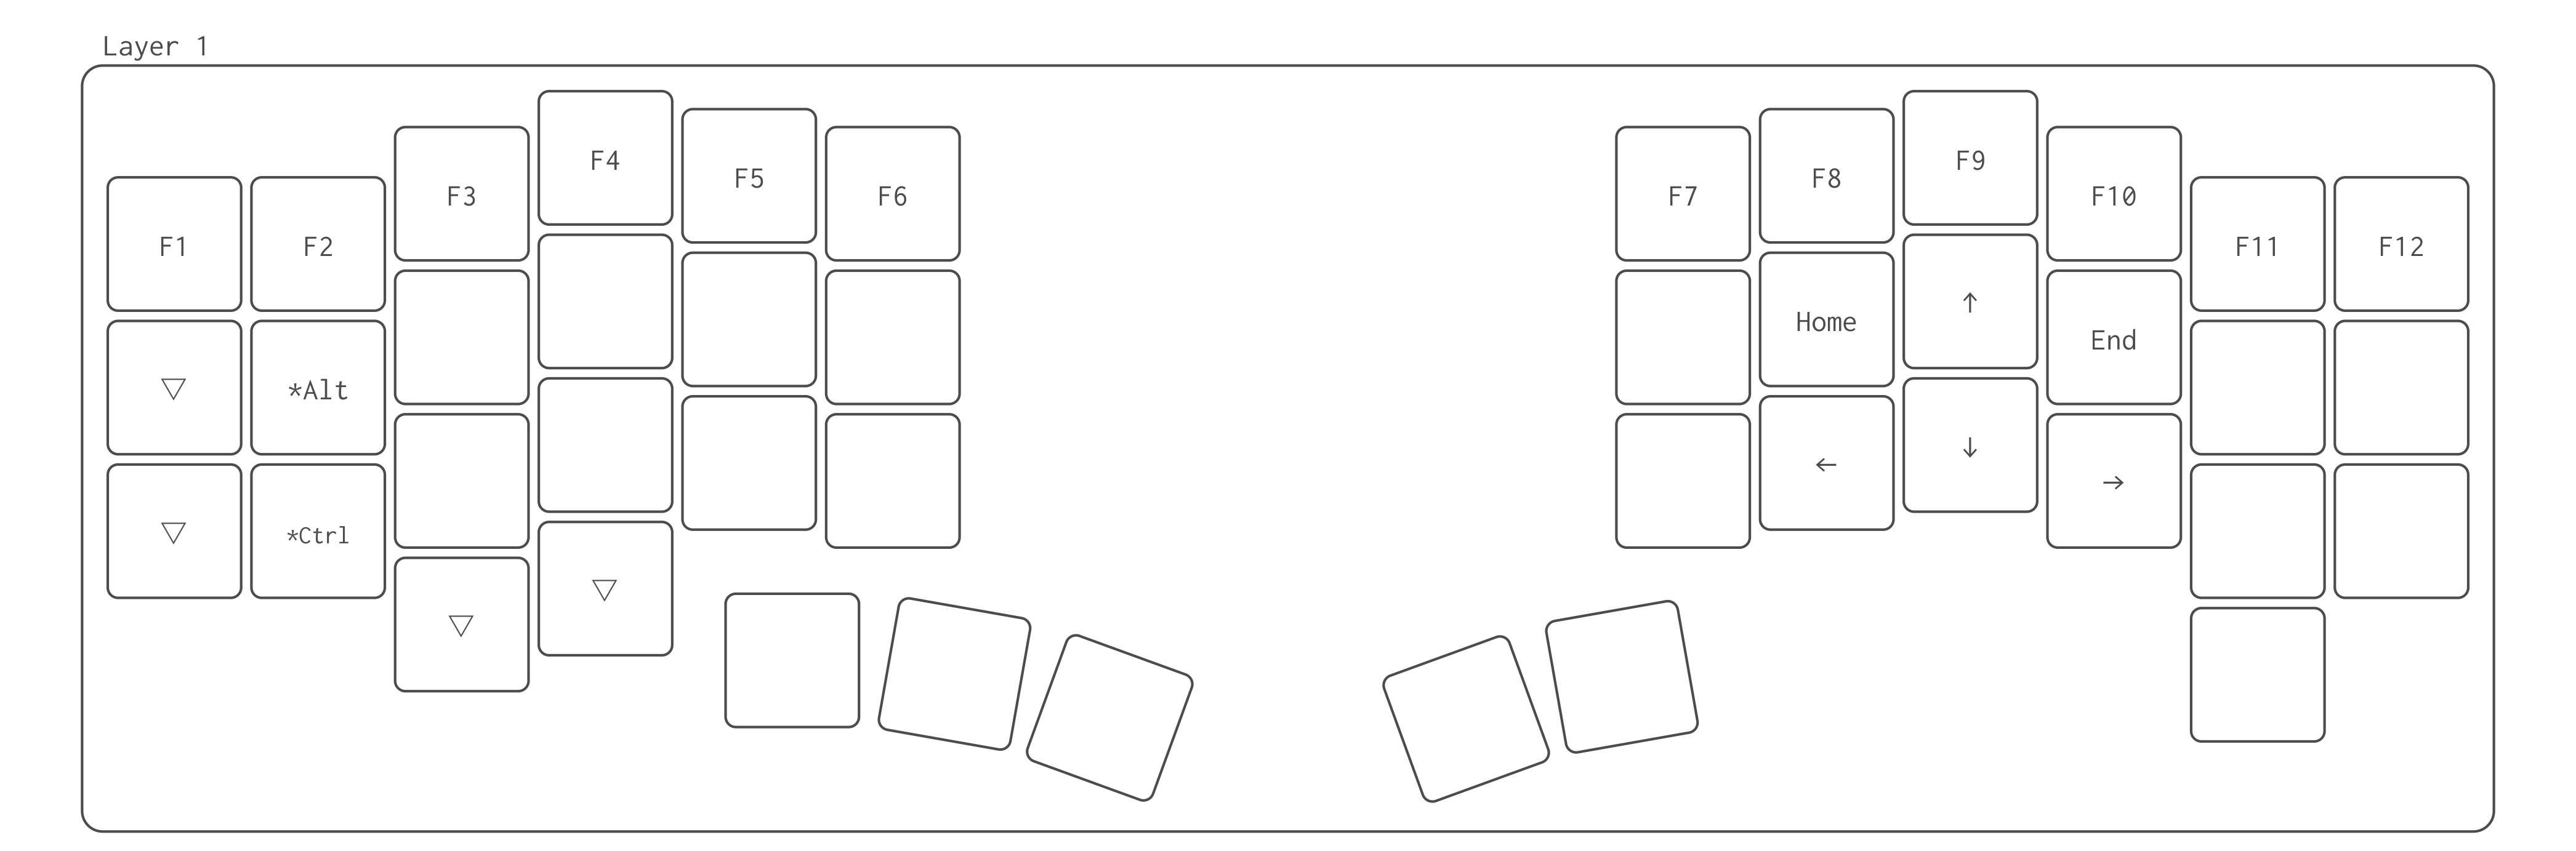 Layer 1
F1 F2 F3 F4 F5 F6 F7 F8 F9 F10 F11 F12
▽ *Alt Home ↑ End
▽ *Ctrl ← ↓ →
▽ ▽